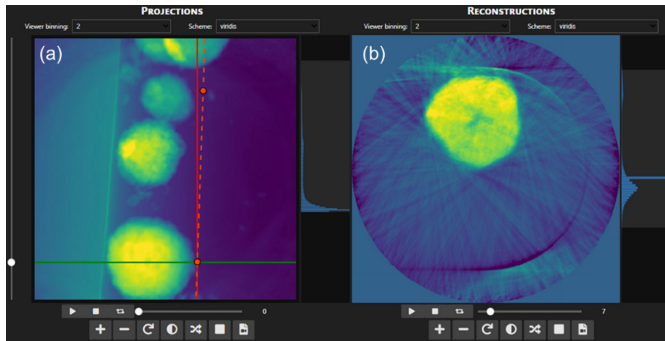 PROJECTIONS
Viewer binning: 2 Scheme: viridis
(a)
0
RECONSTRUCTIONS
Viewer binning: 2 Scheme: viridis
(b)
7